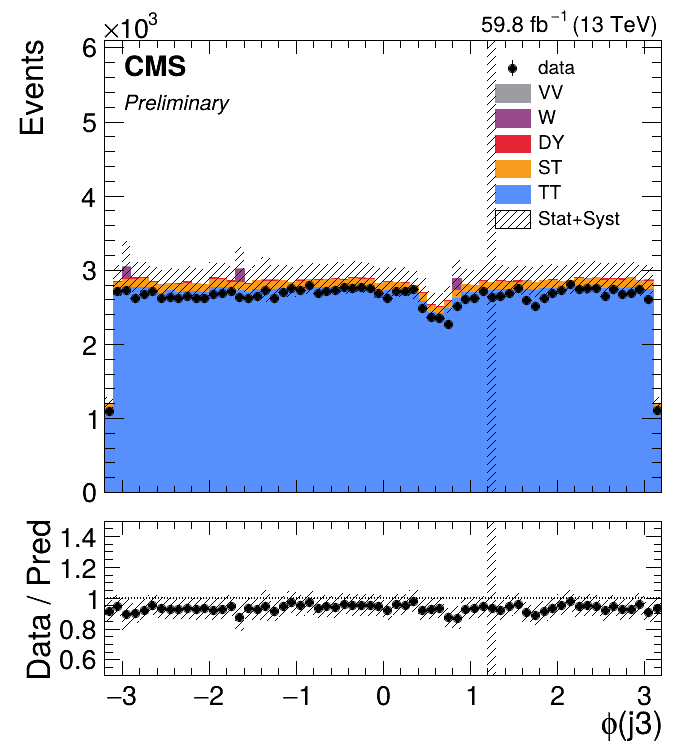 ×10³
59.8 fb⁻¹ (13 TeV)
Events
6
5
4
3
2
1
0
CMS
Preliminary
data
VV
W
DY
ST
TT
Stat+Syst
Data / Pred
1.4
1.2
1
0.8
0.6
−3 −2 −1 0 1 2 3
ϕ(j3)